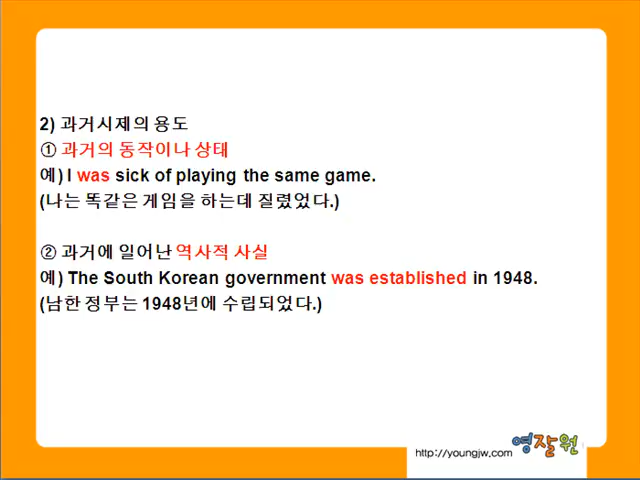 2) 과거시제의 용도
① 과거의 동작이나 상태
예) I was sick of playing the same game.
(나는 똑같은 게임을 하는데 질렸었다.)
② 과거에 일어난 역사적 사실
예) The South Korean government was established in 1948.
(남한 정부는 1948년에 수립되었다.)
http://youngjw.com 영잘원